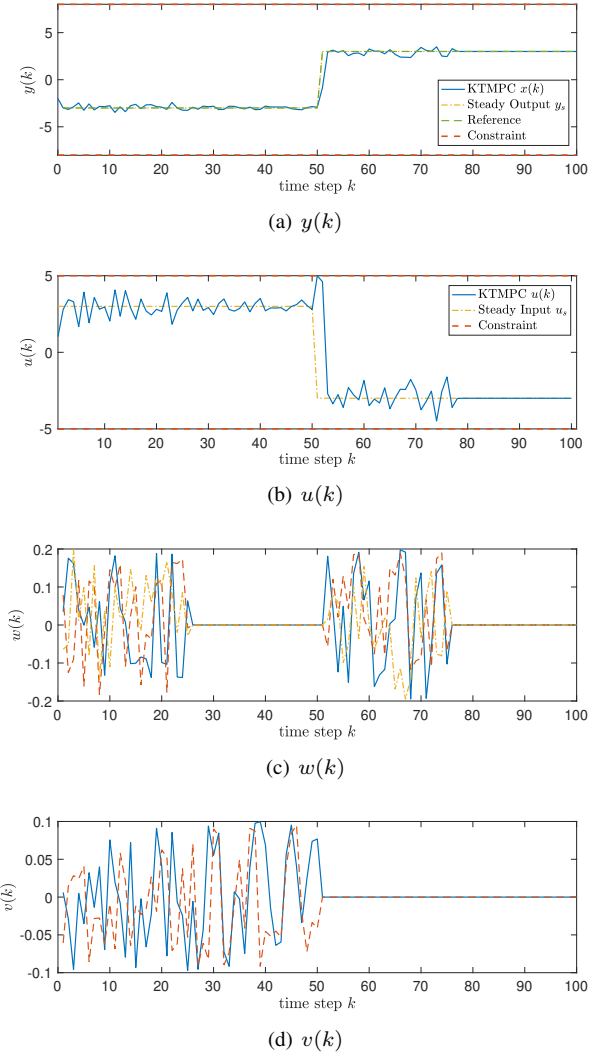 5
0
-5
y(k)
0 10 20 30 40 50 60 70 80 90 100
time step k
KTMPC x(k)
Steady Output y_s
Reference
Constraint
(a) y(k)
5
0
-5
u(k)
10 20 30 40 50 60 70 80 90 100
time step k
KTMPC u(k)
Steady Input u_s
Constraint
(b) u(k)
0.2
0.1
0
-0.1
-0.2
w(k)
0 10 20 30 40 50 60 70 80 90 100
time step k
(c) w(k)
0.1
0.05
0
-0.05
-0.1
v(k)
0 10 20 30 40 50 60 70 80 90 100
time step k
(d) v(k)